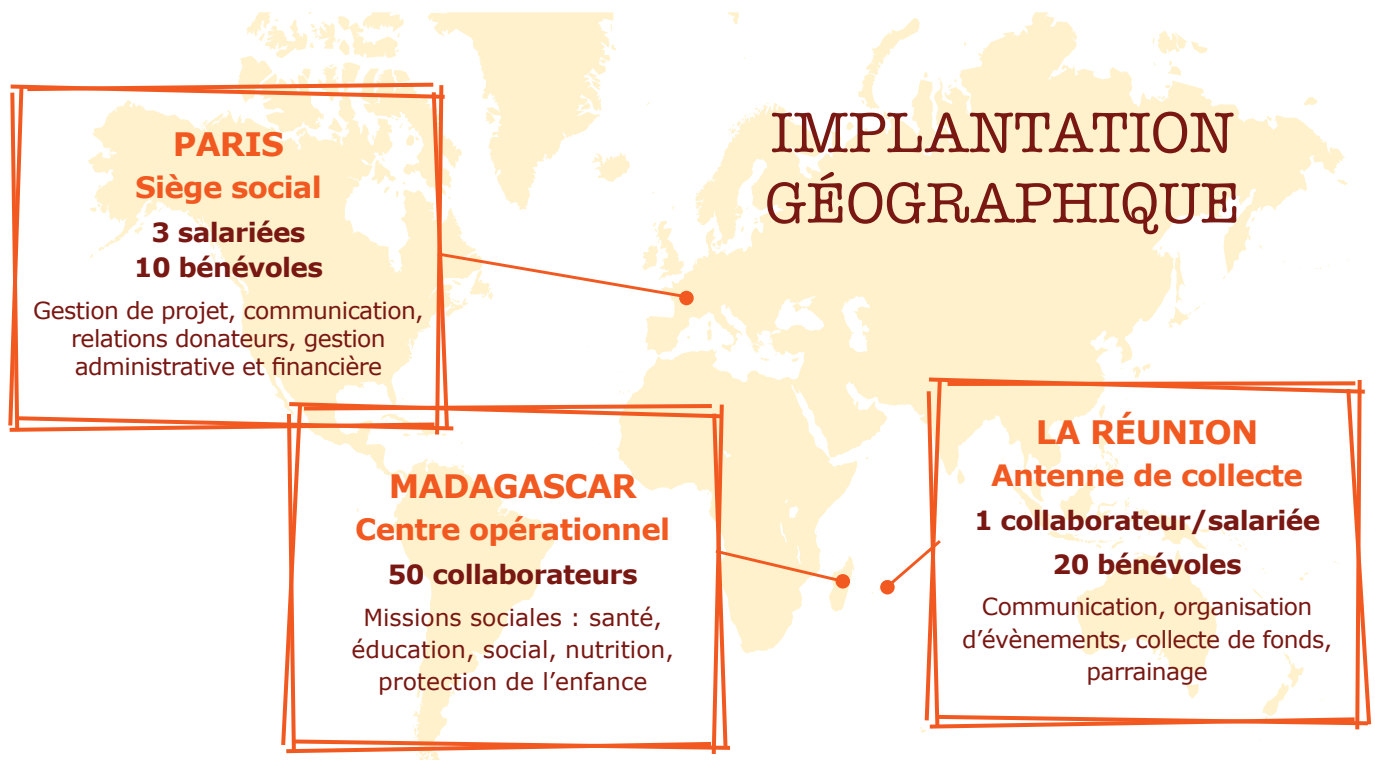 IMPLANTATION
GÉOGRAPHIQUE
PARIS
Siège social
3 salariées
10 bénévoles
Gestion de projet, communication,
relations donateurs, gestion
administrative et financière
MADAGASCAR
Centre opérationnel
50 collaborateurs
Missions sociales : santé,
éducation, social, nutrition,
protection de l’enfance
LA RÉUNION
Antenne de collecte
1 collaborateur/salariée
20 bénévoles
Communication, organisation
d’évènements, collecte de fonds,
parrainage